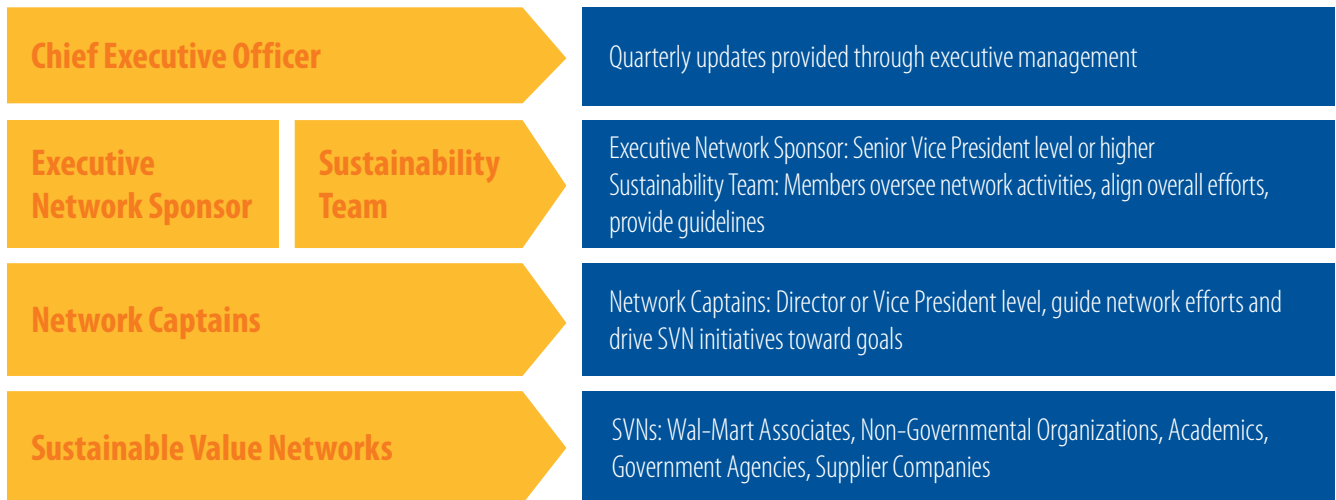 Chief Executive Officer
Quarterly updates provided through executive management
Executive
Network Sponsor
Sustainability
Team
Executive Network Sponsor: Senior Vice President level or higher
Sustainability Team: Members oversee network activities, align overall efforts,
provide guidelines
Network Captains
Network Captains: Director or Vice President level, guide network efforts and
drive SVN initiatives toward goals
Sustainable Value Networks
SVNs: Wal-Mart Associates, Non-Governmental Organizations, Academics,
Government Agencies, Supplier Companies